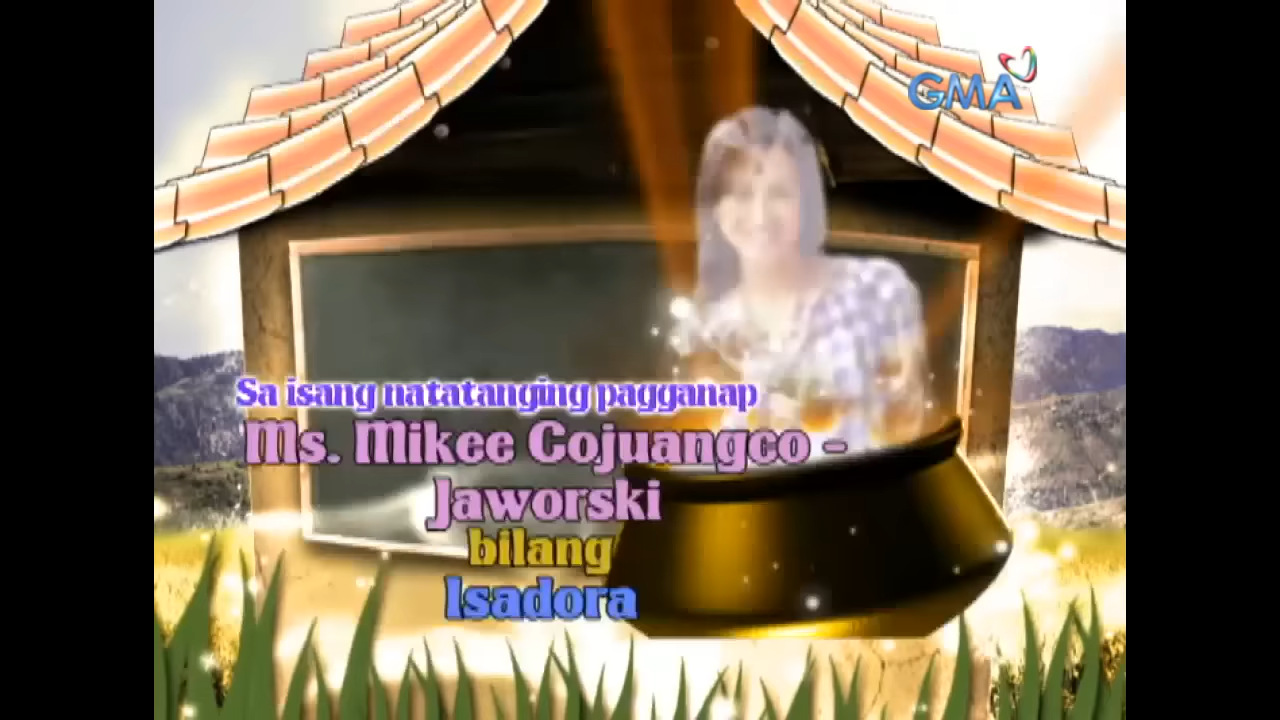 GMA
Sa isang natatanging pagganap
Ms. Mikee Cojuangco -
Jaworski
bilang
Isadora